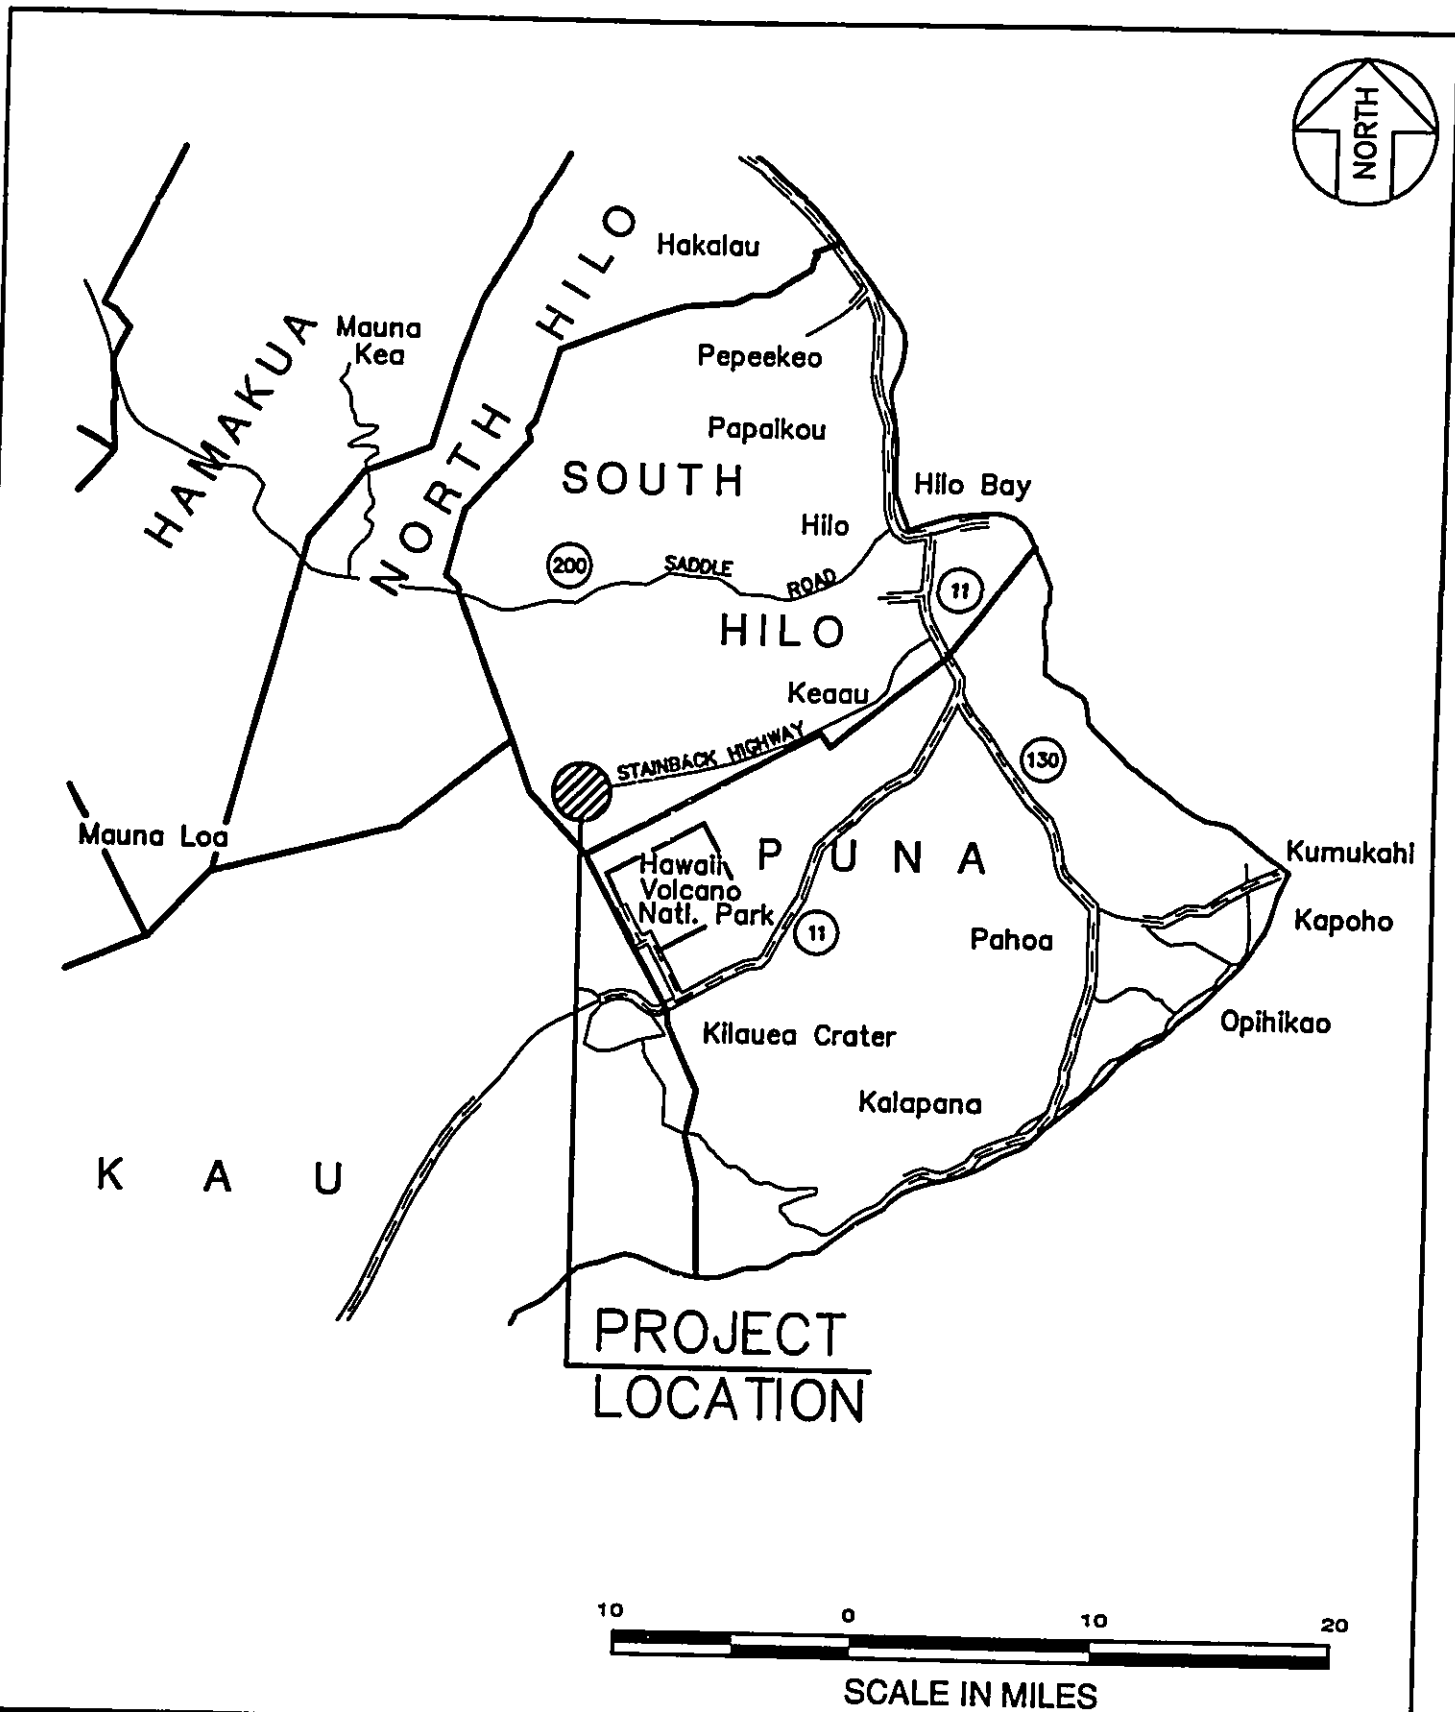 NORTH
NORTH HILO
Hakalau
HAMAKUA
Mauna
Kea
Pepeekeo
Papaikou
SOUTH
Hilo Bay
Hilo
200
SADDLE
ROAD
11
HILO
Keaau
STAINBACK HIGHWAY
130
Mauna Loa
PUNA
Kumukahi
Hawaii
Volcano
Natl. Park
11
Kapoho
Pahoa
Opihikao
Kilauea Crater
Kalapana
K A U
PROJECT
LOCATION
10 0 10 20
SCALE IN MILES